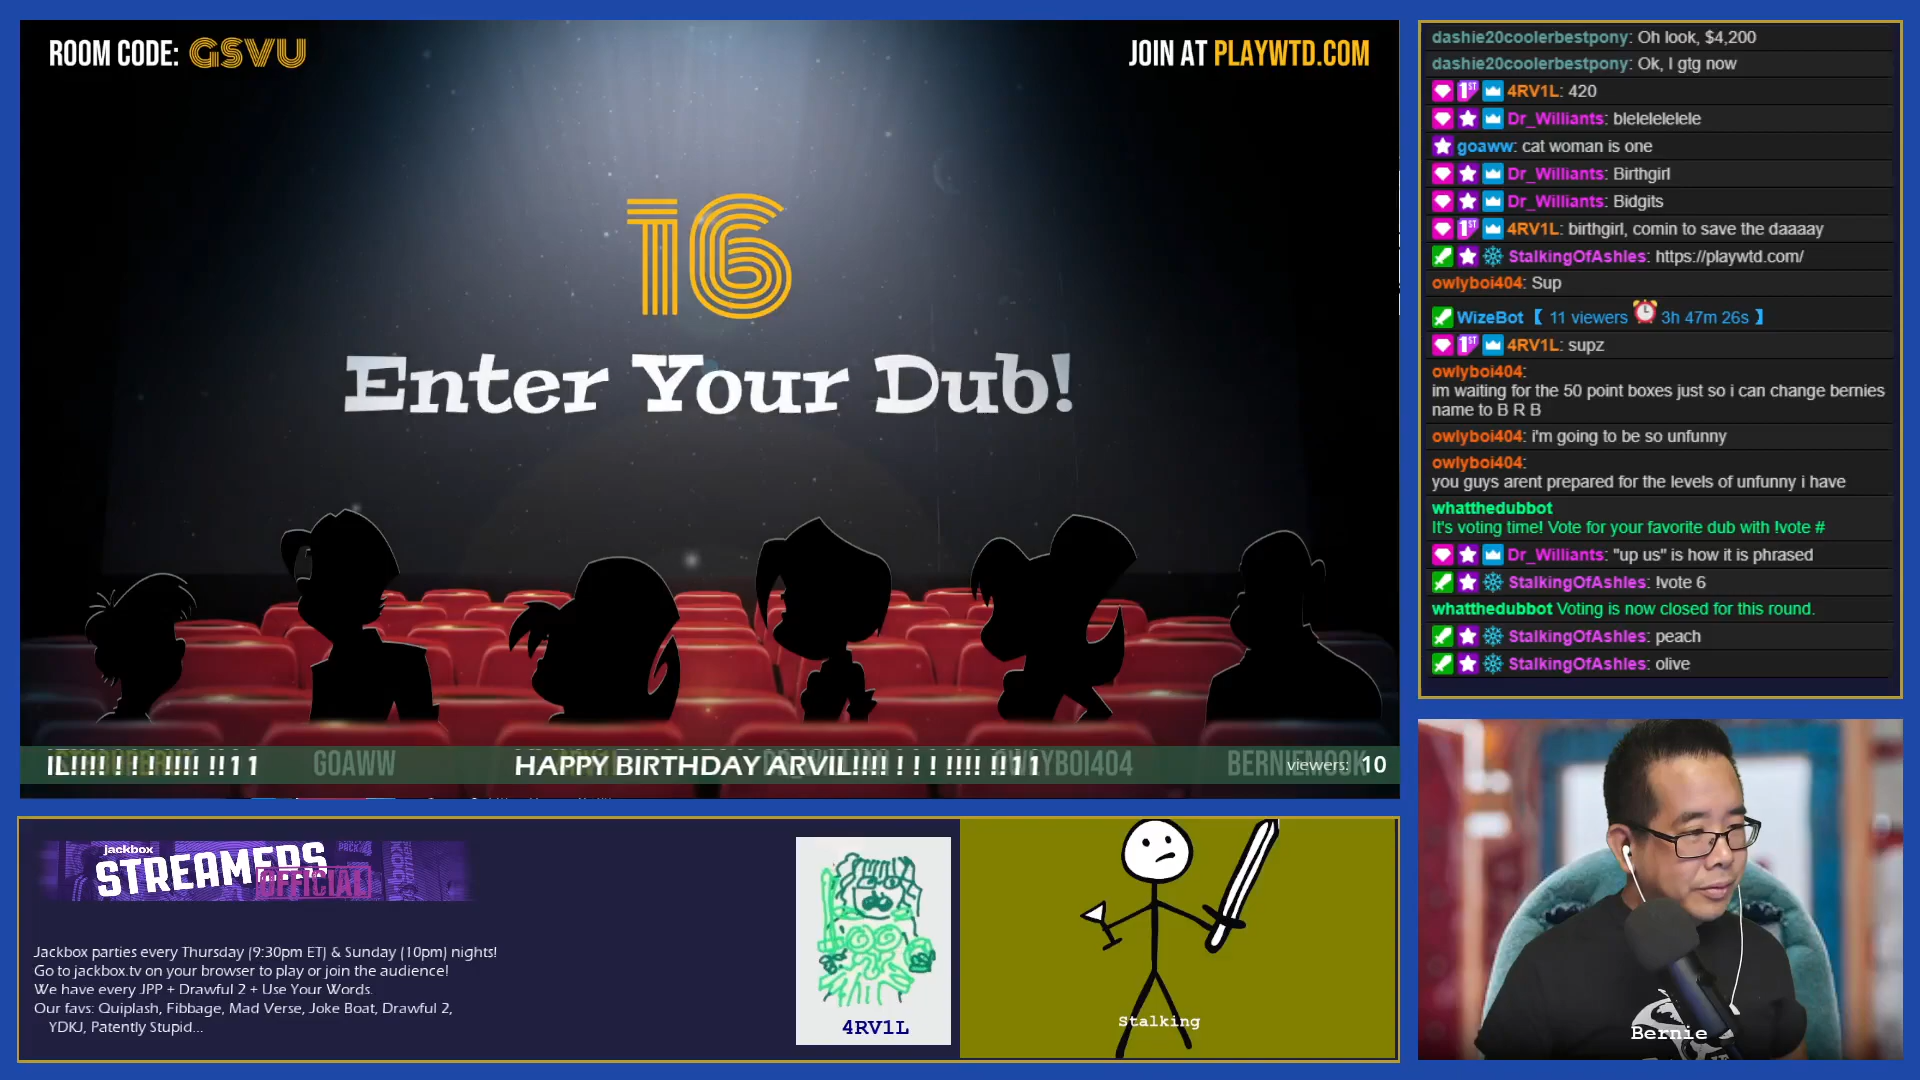 ROOM CODE: GSVU
JOIN AT PLAYWTD.COM
16
Enter Your Dub!
IL!!!! ! ! ! !!!! !!11
GOAWW
HAPPY BIRTHDAY ARVIL!!!! ! ! ! !!!! !!11
YBOI404
BERNIEMOOK
viewers: 10
jackbox
STREAMERS
OFFICIAL
Jackbox parties every Thursday (9:30pm ET) & Sunday (10pm) nights!
Go to jackbox.tv on your browser to play or join the audience!
We have every JPP + Drawful 2 + Use Your Words.
Our favs: Quiplash, Fibbage, Mad Verse, Joke Boat, Drawful 2,
YDKJ, Patently Stupid...
4RV1L
Stalking
dashie20coolerbestpony: Oh look, $4,200
dashie20coolerbestpony: Ok, I gtg now
1ST 4RV1L: 420
Dr_Williants: blelelelelele
goaww: cat woman is one
Dr_Williants: Birthgirl
Dr_Williants: Bidgits
1ST 4RV1L: birthgirl, comin to save the daaaay
StalkingOfAshles: https://playwtd.com/
owlyboi404: Sup
WizeBot 【 11 viewers 3h 47m 26s 】
1ST 4RV1L: supz
owlyboi404:
im waiting for the 50 point boxes just so i can change bernies
name to B R B
owlyboi404: i'm going to be so unfunny
owlyboi404:
you guys arent prepared for the levels of unfunny i have
whatthedubbot
It's voting time! Vote for your favorite dub with !vote #
Dr_Williants: "up us" is how it is phrased
StalkingOfAshles: !vote 6
whatthedubbot Voting is now closed for this round.
StalkingOfAshles: peach
StalkingOfAshles: olive
Bernie